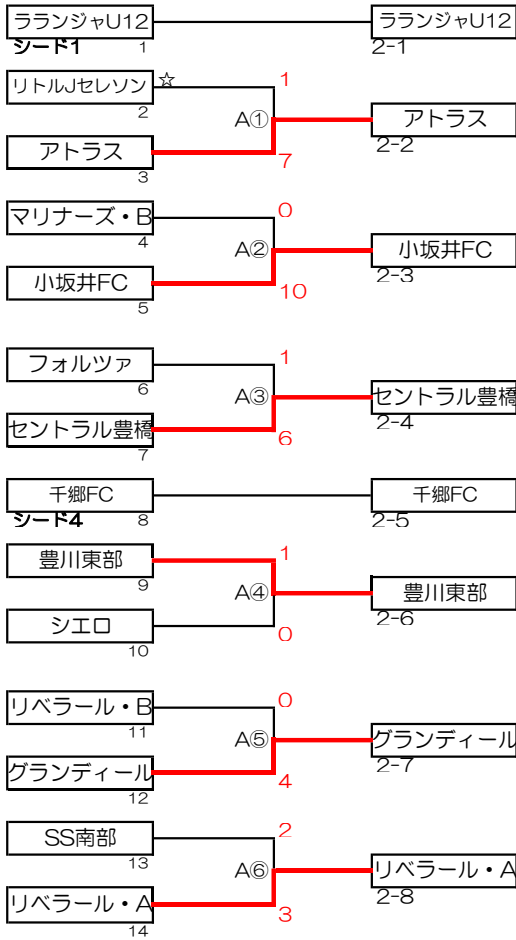 ラランジャU12 ラランジャU12
シード1 1 2-1
リトルJセレソン ☆ 1
2 A① アトラス
アトラス 7 2-2
3
マリナーズ・B 0
4 A② 小坂井FC
小坂井FC 10 2-3
5
フォルツァ 1
6 A③ セントラル豊橋
セントラル豊橋 6 2-4
7
千郷FC 千郷FC
シード4 8 2-5
豊川東部 1
9 A④ 豊川東部
シエロ 0 2-6
10
リベラール・B 0
11 A⑤ グランディール
グランディール 4 2-7
12
SS南部 2
13 A⑥ リベラール・A
リベラール・A 3 2-8
14